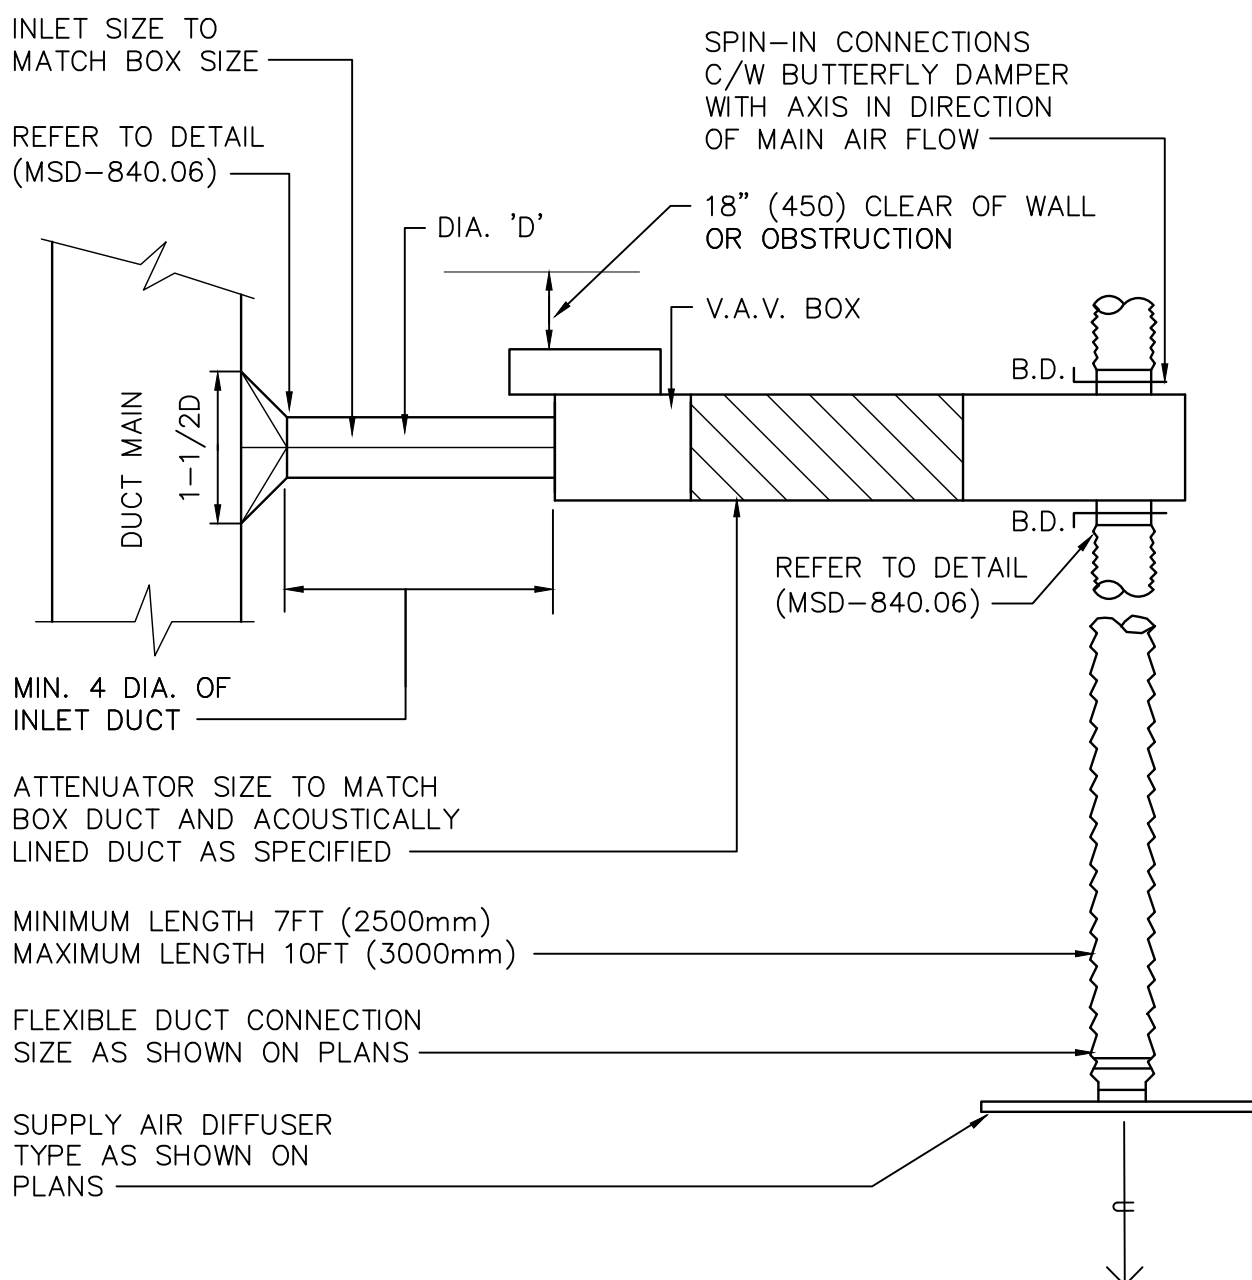 INLET SIZE TO
MATCH BOX SIZE
SPIN-IN CONNECTIONS
C/W BUTTERFLY DAMPER
WITH AXIS IN DIRECTION
OF MAIN AIR FLOW
REFER TO DETAIL
(MSD-840.06)
18" (450) CLEAR OF WALL
OR OBSTRUCTION
DIA. 'D'
V.A.V. BOX
B.D.
DUCT MAIN
1-1/2D
B.D.
REFER TO DETAIL
(MSD-840.06)
MIN. 4 DIA. OF
INLET DUCT
ATTENUATOR SIZE TO MATCH
BOX DUCT AND ACOUSTICALLY
LINED DUCT AS SPECIFIED
MINIMUM LENGTH 7FT (2500mm)
MAXIMUM LENGTH 10FT (3000mm)
FLEXIBLE DUCT CONNECTION
SIZE AS SHOWN ON PLANS
SUPPLY AIR DIFFUSER
TYPE AS SHOWN ON
PLANS